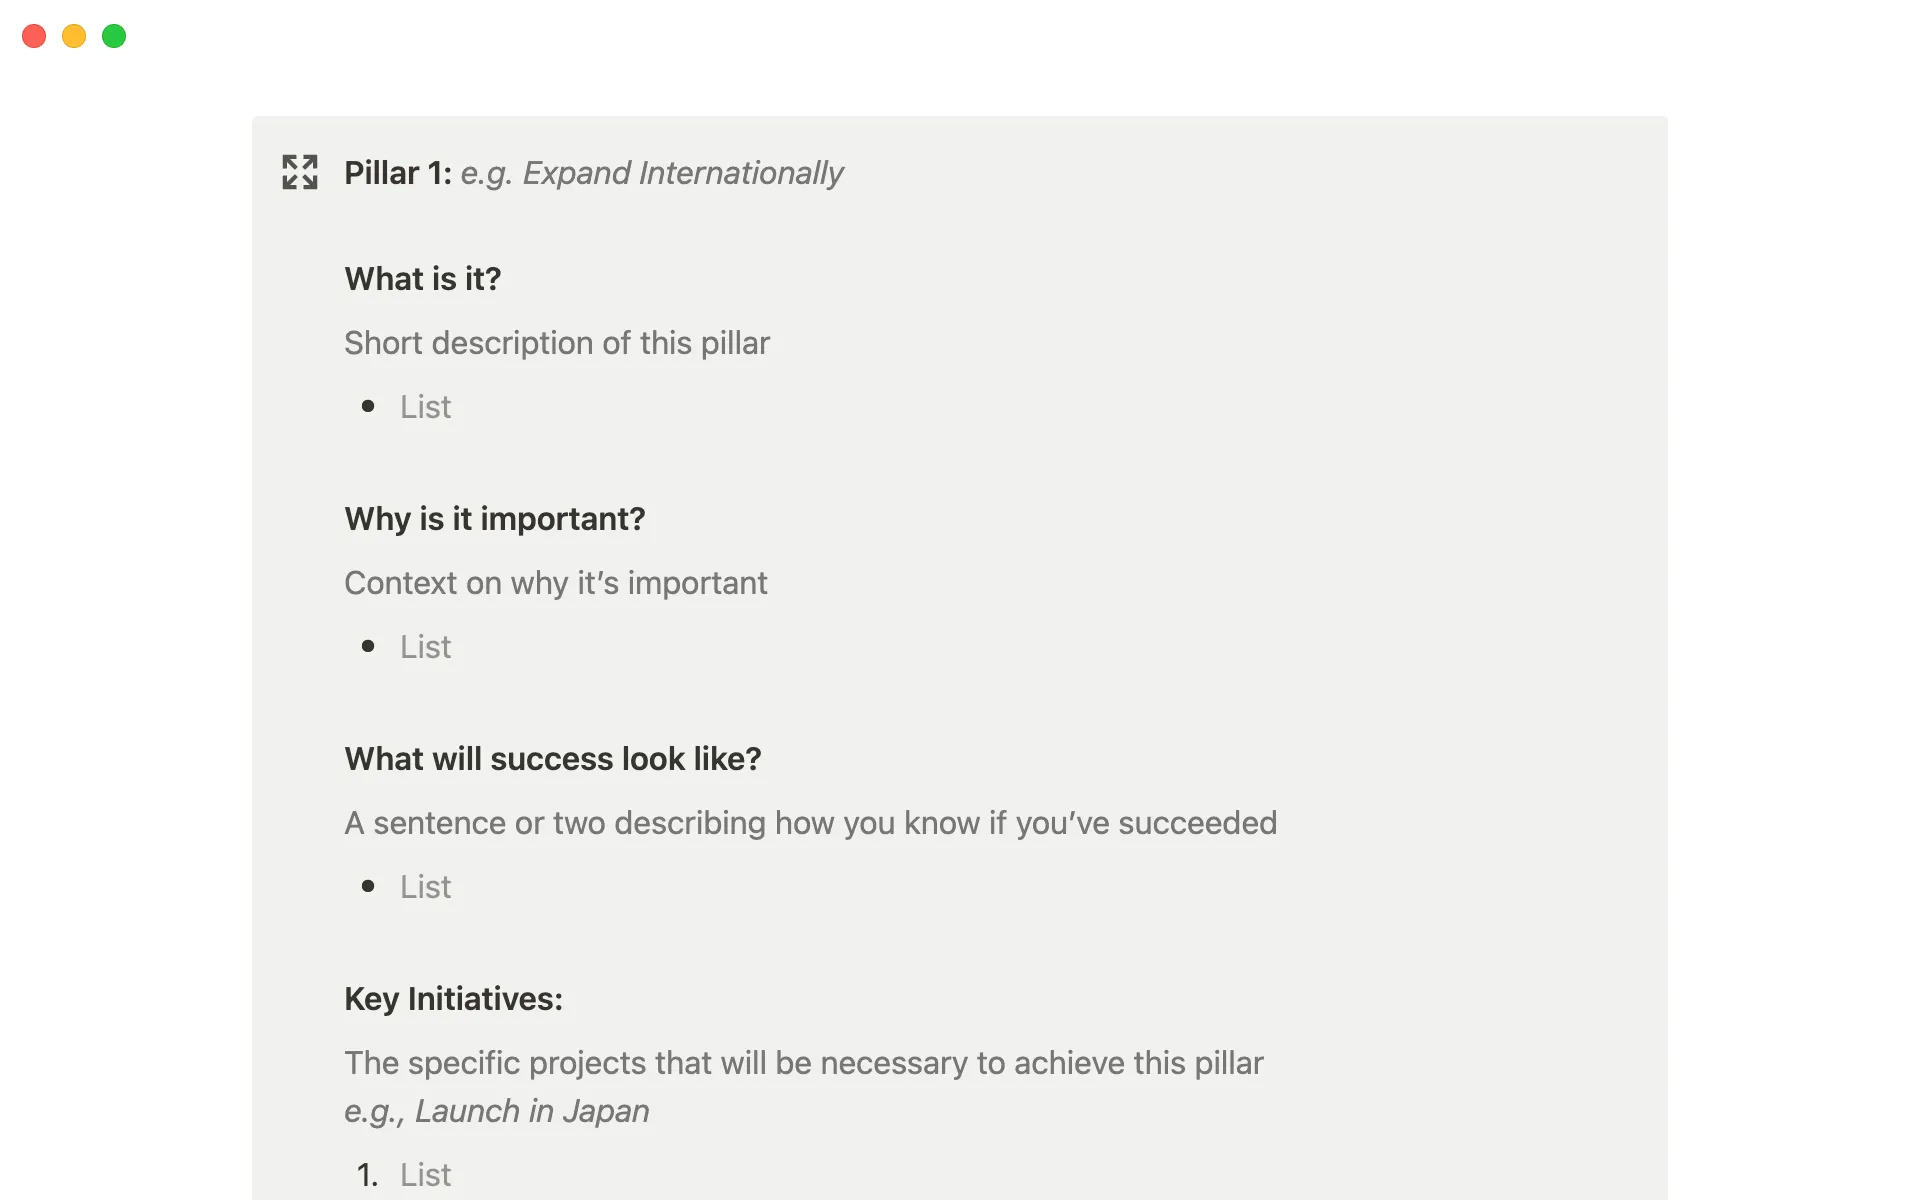 Pillar 1: e.g. Expand Internationally
What is it?
Short description of this pillar
• List
Why is it important?
Context on why it’s important
• List
What will success look like?
A sentence or two describing how you know if you’ve succeeded
• List
Key Initiatives:
The specific projects that will be necessary to achieve this pillar
e.g., Launch in Japan
1. List